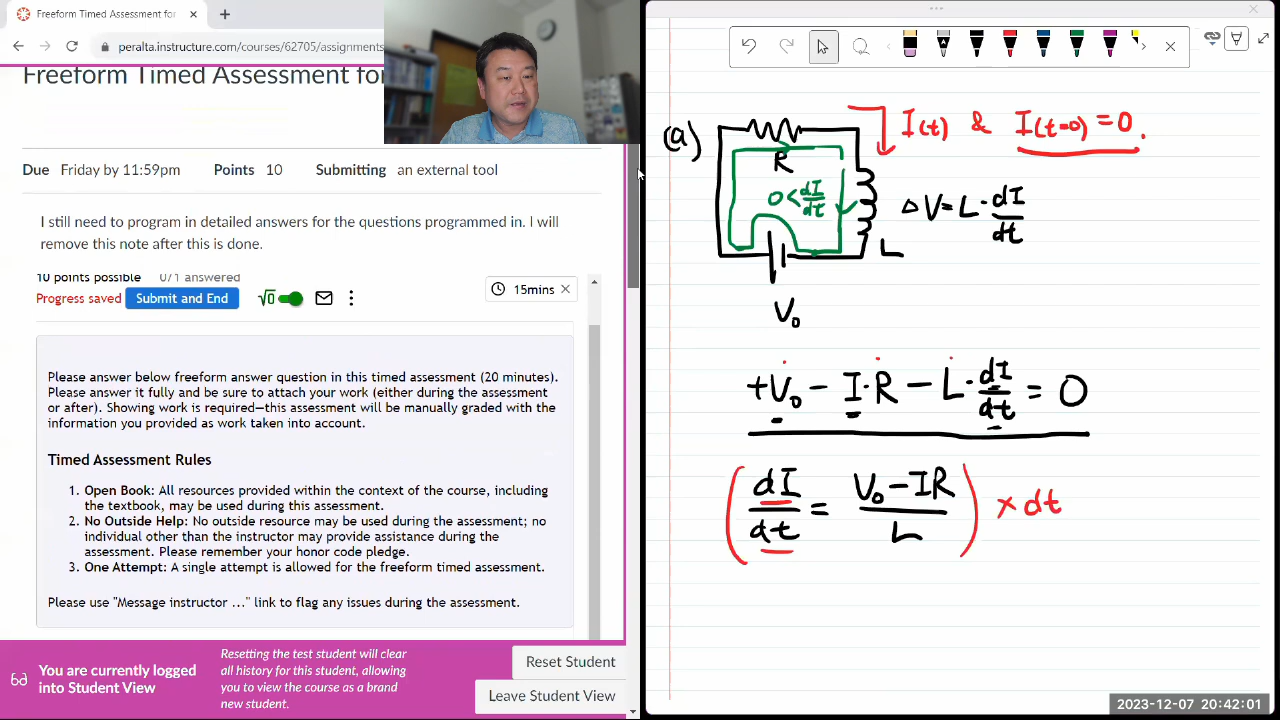 Freeform Timed Assessment for
peralta.instructure.com/courses/62705/assignments
Freeform Timed Assessment for
Due Friday by 11:59pm Points 10 Submitting an external tool
I still need to program in detailed answers for the questions programmed in. I will
remove this note after this is done.
10 points possible 0/1 answered
Progress saved Submit and End √0 15mins
Please answer below freeform answer question in this timed assessment (20 minutes).
Please answer it fully and be sure to attach your work (either during the assessment
or after). Showing work is required—this assessment will be manually graded with the
information you provided as work taken into account.
Timed Assessment Rules
1. Open Book: All resources provided within the context of the course, including
the textbook, may be used during this assessment.
2. No Outside Help: No outside resource may be used during the assessment; no
individual other than the instructor may provide assistance during the
assessment. Please remember your honor code pledge.
3. One Attempt: A single attempt is allowed for the freeform timed assessment.
Please use "Message instructor ..." link to flag any issues during the assessment.
You are currently logged
into Student View
Resetting the test student will clear
all history for this student, allowing
you to view the course as a brand
new student.
Reset Student
Leave Student View
(a) I(t) & I(t=0) = 0.
R
0 < dI/dt
ΔV = L · dI/dt
L
V₀
+V₀ − I·R − L· dI/dt = 0
( dI/dt = (V₀ − IR)/L ) × dt
2023-12-07 20:42:01